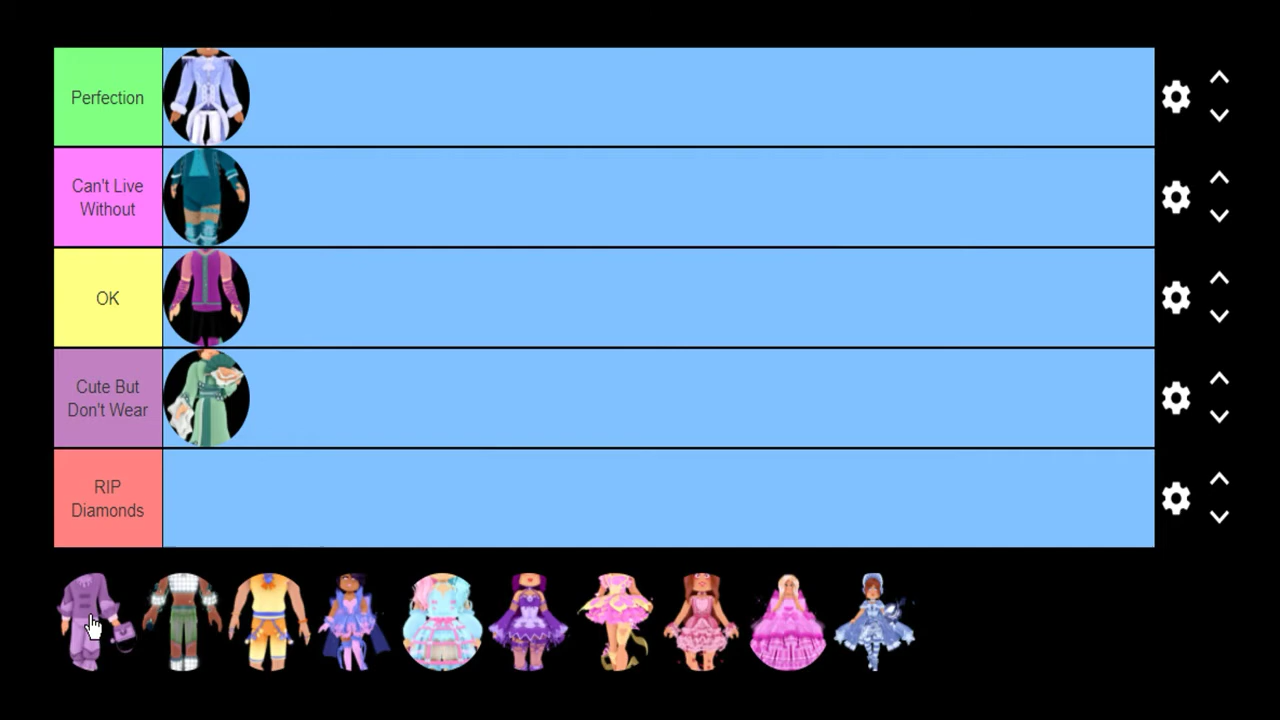 Perfection
Can't Live
Without
OK
Cute But
Don't Wear
RIP
Diamonds